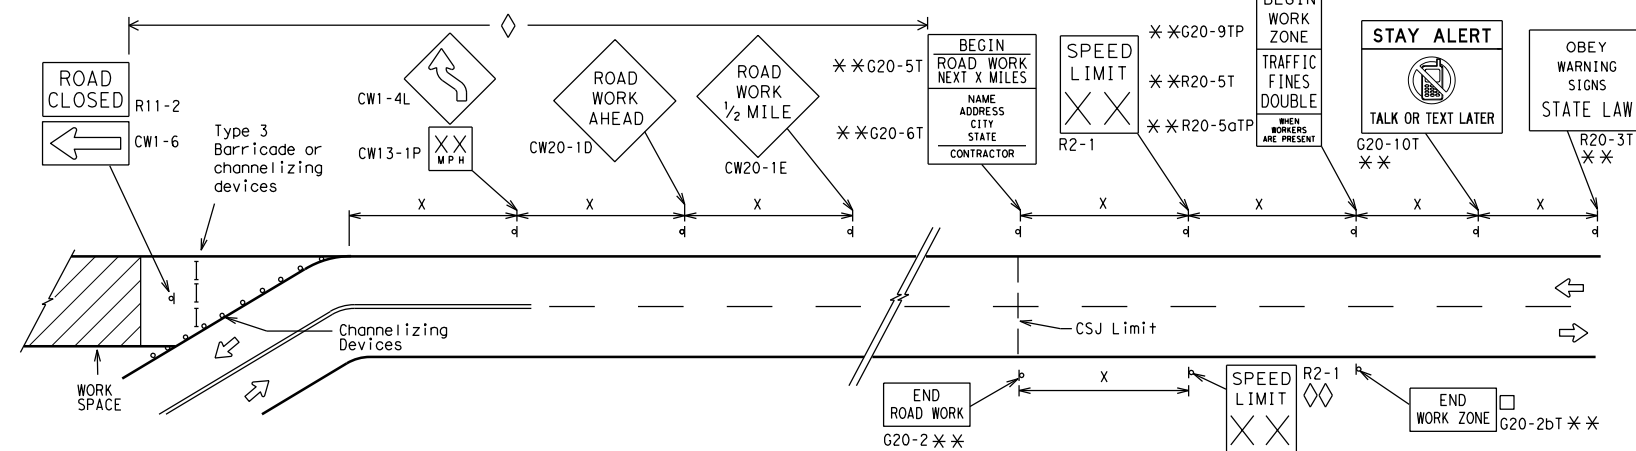 ROAD
CLOSED
R11-2
CW1-6
Type 3
Barricade or
channelizing
devices
CW1-4L
CW13-1P
X X
MPH
ROAD
WORK
AHEAD
CW20-1D
ROAD
WORK
1/2 MILE
CW20-1E
* * G20-5T
BEGIN
ROAD WORK
NEXT X MILES
* * G20-6T
NAME
ADDRESS
CITY
STATE
CONTRACTOR
SPEED
LIMIT
X X
R2-1
* * G20-9TP
BEGIN
WORK
ZONE
* * R20-5T
TRAFFIC
FINES
DOUBLE
* * R20-5aTP
WHEN
WORKERS
ARE PRESENT
STAY ALERT
TALK OR TEXT LATER
G20-10T
* *
OBEY
WARNING
SIGNS
STATE LAW
R20-3T
* *
X
X
X
X
X
X
X
Channelizing
Devices
WORK
SPACE
CSJ Limit
END
ROAD WORK
G20-2 * *
X
SPEED
LIMIT
X X
R2-1
END
WORK ZONE
G20-2bT * *